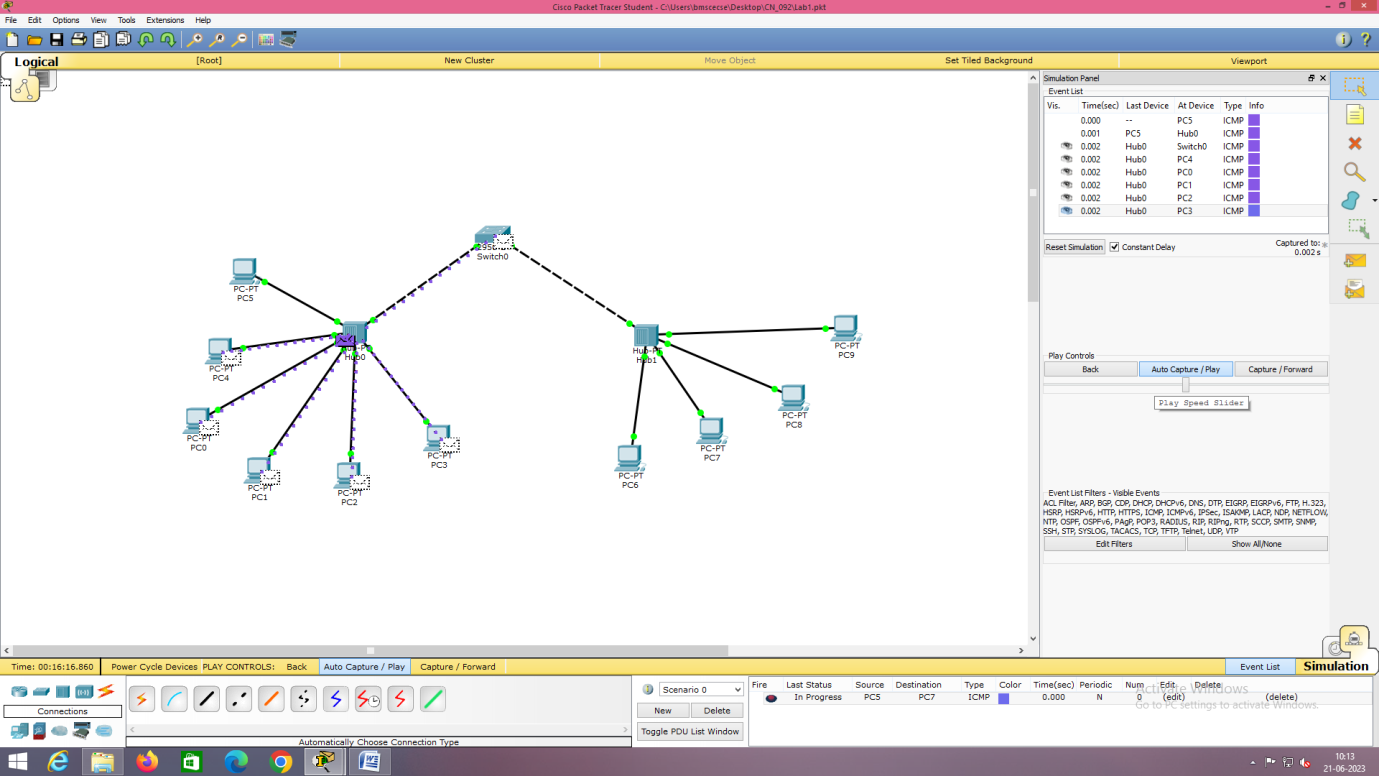 Cisco Packet Tracer Student - C:\Users\bmscecse\Desktop\CN_092\Lab1.pkt
File Edit Options View Tools Extensions Help
Logical [Root] New Cluster Move Object Set Tiled Background Viewport
Simulation Panel
Event List
Vis. Time(sec) Last Device At Device Type Info
0.000 -- PC5 ICMP
0.001 PC5 Hub0 ICMP
0.002 Hub0 Switch0 ICMP
0.002 Hub0 PC4 ICMP
0.002 Hub0 PC0 ICMP
0.002 Hub0 PC1 ICMP
0.002 Hub0 PC2 ICMP
0.002 Hub0 PC3 ICMP
Reset Simulation Constant Delay Captured to:
0.002 s
Switch0
PC-PT
PC5
Hub0
PC-PT
PC4
PC-PT
PC0
PC-PT
PC1
PC-PT
PC2
PC-PT
PC3
Hub-PT
Hub1
PC-PT
PC9
PC-PT
PC8
PC-PT
PC7
PC-PT
PC6
Play Controls
Back Auto Capture / Play Capture / Forward
Play Speed Slider
Event List Filters - Visible Events
ACL Filter, ARP, BGP, CDP, DHCP, DHCPv6, DNS, DTP, EIGRP, EIGRPv6, FTP, H.323,
HSRP, HSRPv6, HTTP, HTTPS, ICMP, ICMPv6, IPSec, ISAKMP, LACP, NDP, NETFLOW,
NTP, OSPF, OSPFv6, PAgP, POP3, RADIUS, RIP, RIPng, RTP, SCCP, SMTP, SNMP,
SSH, STP, SYSLOG, TACACS, TCP, TFTP, Telnet, UDP, VTP
Edit Filters Show All/None
Time: 00:16:16.860 Power Cycle Devices PLAY CONTROLS: Back Auto Capture / Play Capture / Forward Event List Simulation
Connections
Automatically Choose Connection Type
Scenario 0
New Delete
Toggle PDU List Window
Fire Last Status Source Destination Type Color Time(sec) Periodic Num Edit Delete
In Progress PC5 PC7 ICMP 0.000 N 0 (edit) (delete)
Activate Windows
Go to PC settings to activate Windows.
10:13
21-06-2023